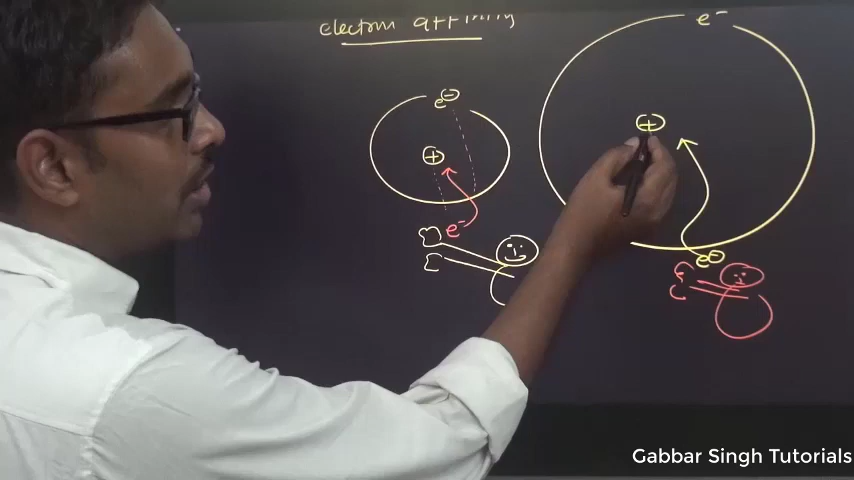 electron affinity
e⁻
e⊖
⊕
⊕
e⁻
e⊖
Gabbar Singh Tutorials